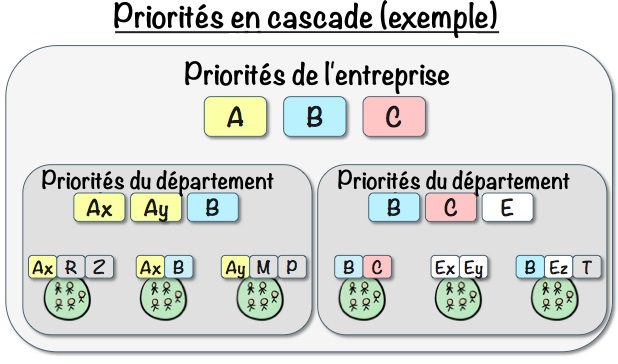 Priorités en cascade (exemple)
Priorités de l'entreprise
A B C
Priorités du département
Ax Ay B
Ax R Z
Ax B
Ay M P
Priorités du département
B C E
B C
Ex Ey
B Ez T